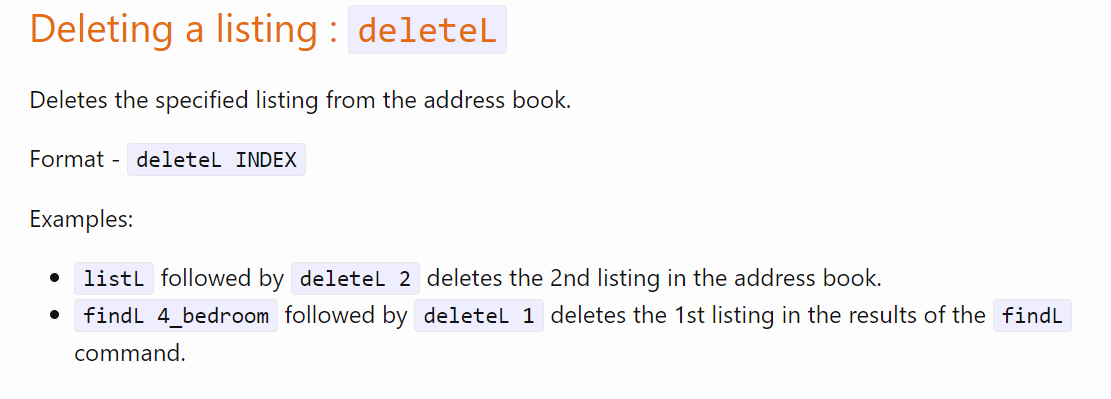 Deleting a listing : deleteL
Deletes the specified listing from the address book.
Format - deleteL INDEX
Examples:
listL followed by deleteL 2 deletes the 2nd listing in the address book.
findL 4_bedroom followed by deleteL 1 deletes the 1st listing in the results of the findL
command.